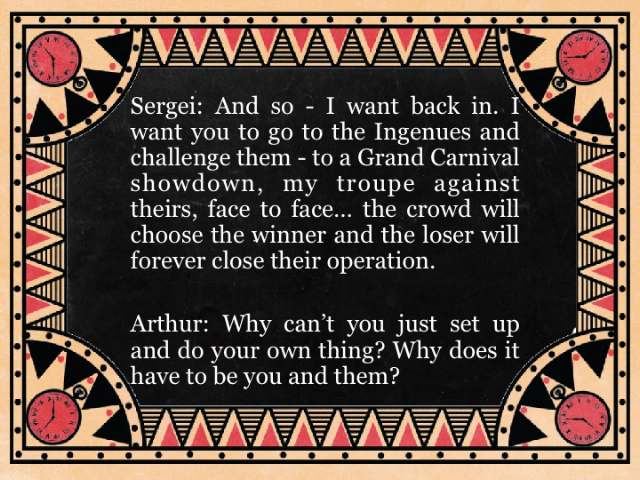 Sergei: And so - I want back in. I
want you to go to the Ingenues and
challenge them - to a Grand Carnival
showdown, my troupe against
theirs, face to face... the crowd will
choose the winner and the loser will
forever close their operation.
Arthur: Why can’t you just set up
and do your own thing? Why does it
have to be you and them?